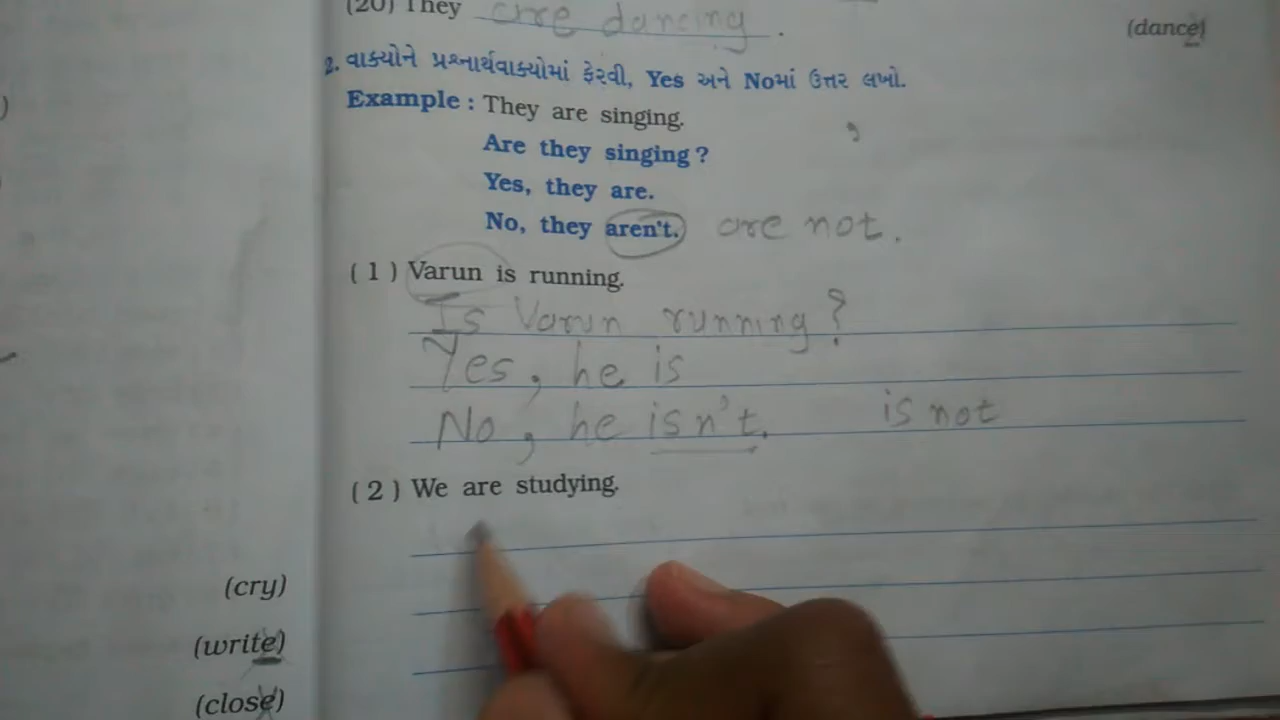 (20) They are dancing.
(dance)
2. વાક્યોને પ્રશ્નાર્થવાક્યોમાં ફેરવી, Yes અને Noમાં ઉત્તર લખો.
Example : They are singing.
Are they singing?
Yes, they are.
No, they aren't. are not.
(1) Varun is running.
Is Varun running?
Yes, he is
No, he isn't. is not
(2) We are studying.
(cry)
(write)
(close)